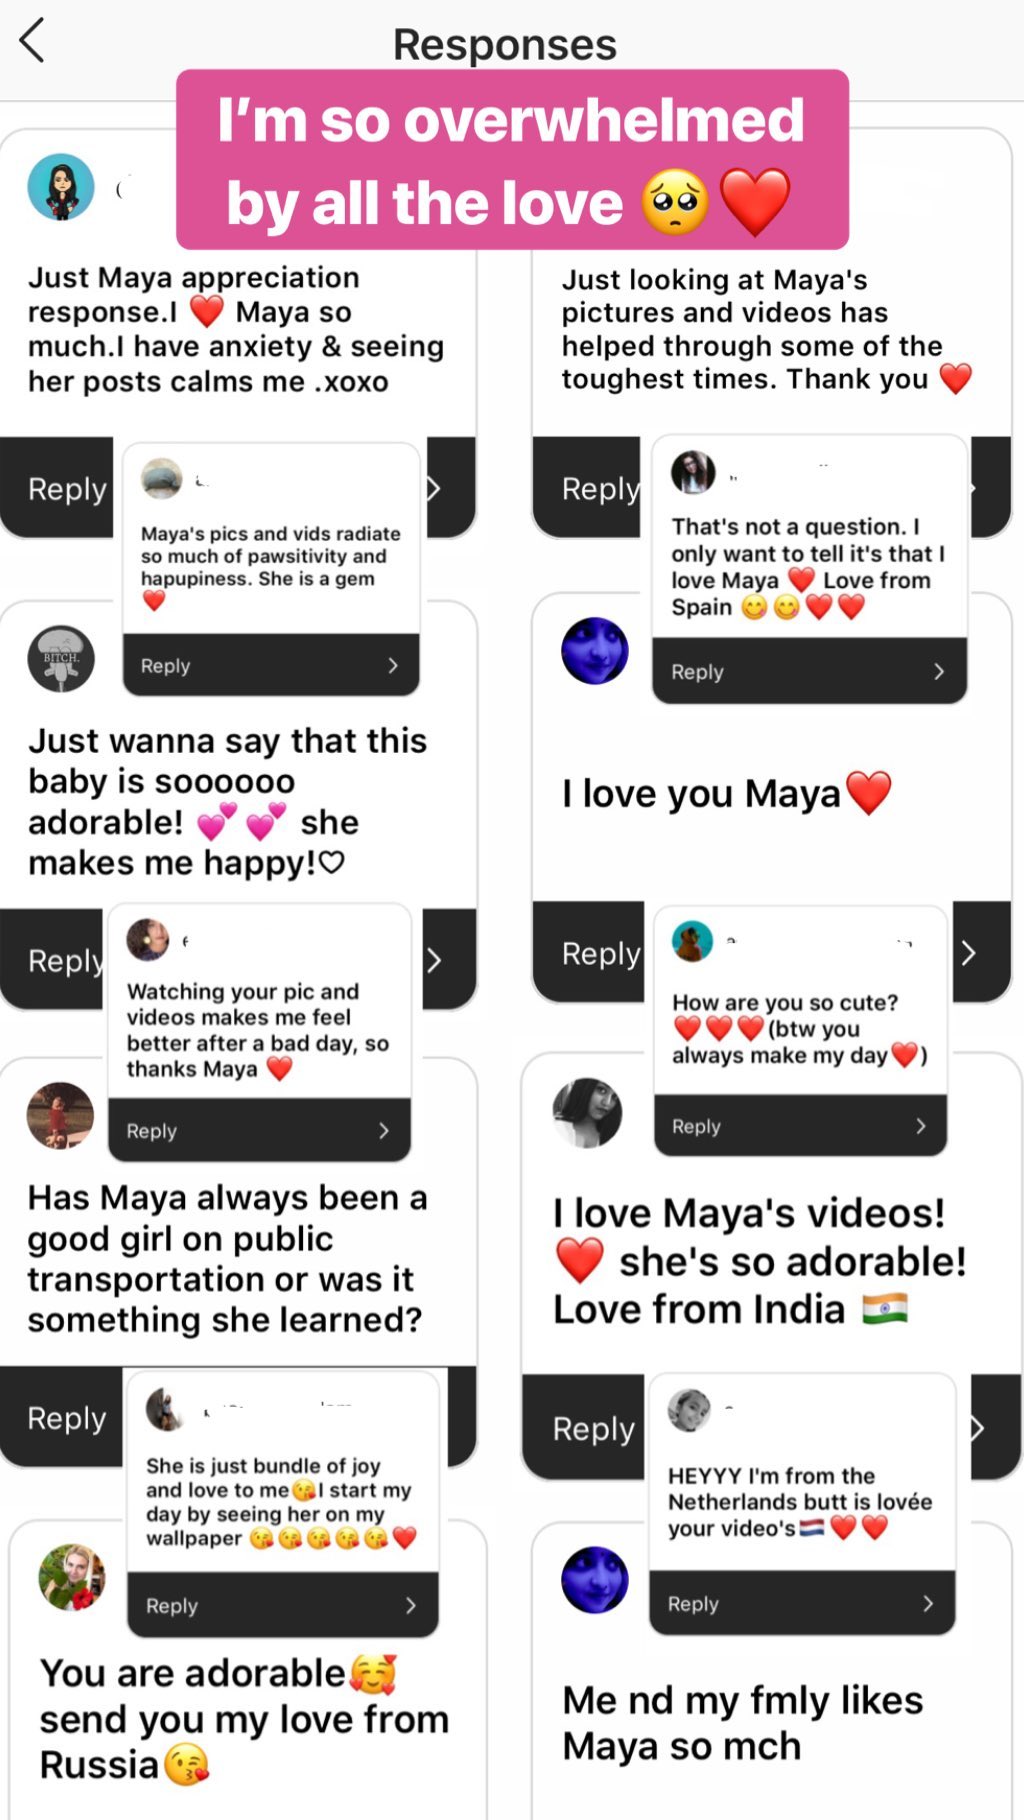 Responses
I'm so overwhelmed
by all the love 🥺❤️
Just Maya appreciation
response.I ❤️ Maya so
much.I have anxiety & seeing
her posts calms me .xoxo
Reply
Just looking at Maya's
pictures and videos has
helped through some of the
toughest times. Thank you ❤️
Reply
Maya's pics and vids radiate
so much of pawsitivity and
hapupiness. She is a gem
❤️
Reply
That's not a question. I
only want to tell it's that I
love Maya ❤️ Love from
Spain 😋😋❤️❤️
Reply
BITCH.
Just wanna say that this
baby is soooooo
adorable! 💕💕 she
makes me happy!♡
Reply
I love you Maya❤️
Reply
Watching your pic and
videos makes me feel
better after a bad day, so
thanks Maya ❤️
Reply
How are you so cute?
❤️❤️❤️(btw you
always make my day❤️)
Reply
Has Maya always been a
good girl on public
transportation or was it
something she learned?
Reply
I love Maya's videos!
❤️ she's so adorable!
Love from India 🇮🇳
Reply
She is just bundle of joy
and love to me😘I start my
day by seeing her on my
wallpaper 😘😘😘😘😘❤️
Reply
HEYYY I'm from the
Netherlands butt is lovée
your video's🇳🇱❤️❤️
Reply
You are adorable🥰
send you my love from
Russia😘
Me nd my fmly likes
Maya so mch